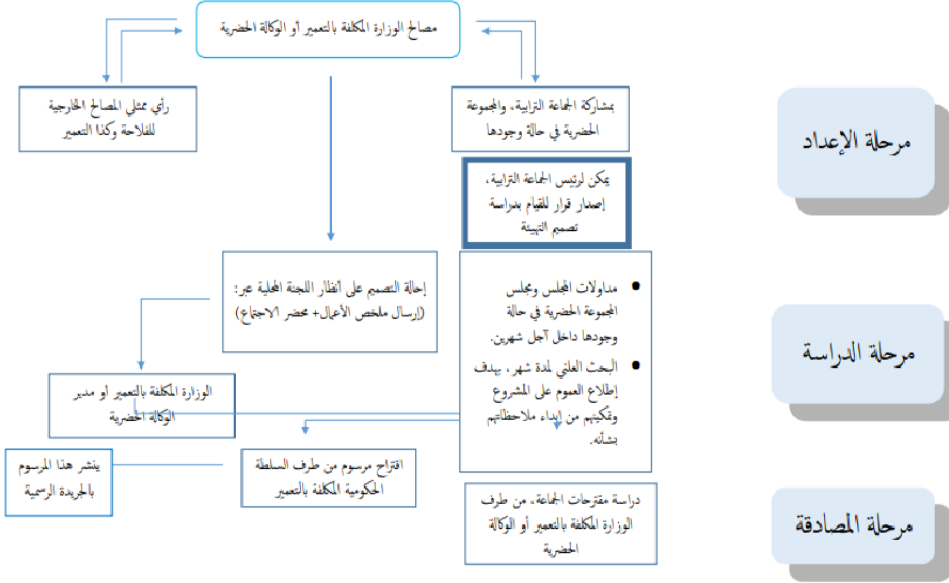 مصالح الوزارة المكلفة بالتعمير أو الوكالة الحضرية
بمشاركة الجماعة الترابية، والمجموعة
الحضرية في حالة وجودها
رأي ممثلي المصالح الخارجية
للفلاحة وكذا التعمير
مرحلة الإعداد
يمكن لرئيس الجماعة الترابية،
إصدار قرار للقيام بدراسة
تصميم التهيئة
مداولات المجلس ومجلس
المجموعة الحضرية في حالة
وجودها داخل آجل شهرين.
البحث العلني لمدة شهر، يهدف
إطلاع العموم على المشروع
وتمكينهم من إبداء ملاحظاتهم
بشأنه.
إحالة التصميم على أنظار اللجنة المحلية عبر:
(إرسال ملخص الأعمال+ محضر الاجتماع)
مرحلة الدراسة
الوزارة المكلفة بالتعمير أو مدير
الوكالة الحضرية
اقتراح مرسوم من طرف السلطة
الحكومية المكلفة بالتعمير
ينشر هذا المرسوم
بالجريدة الرسمية
دراسة مقترحات الجماعة، من طرف
الوزارة المكلفة بالتعمير أو الوكالة
الحضرية
مرحلة المصادقة